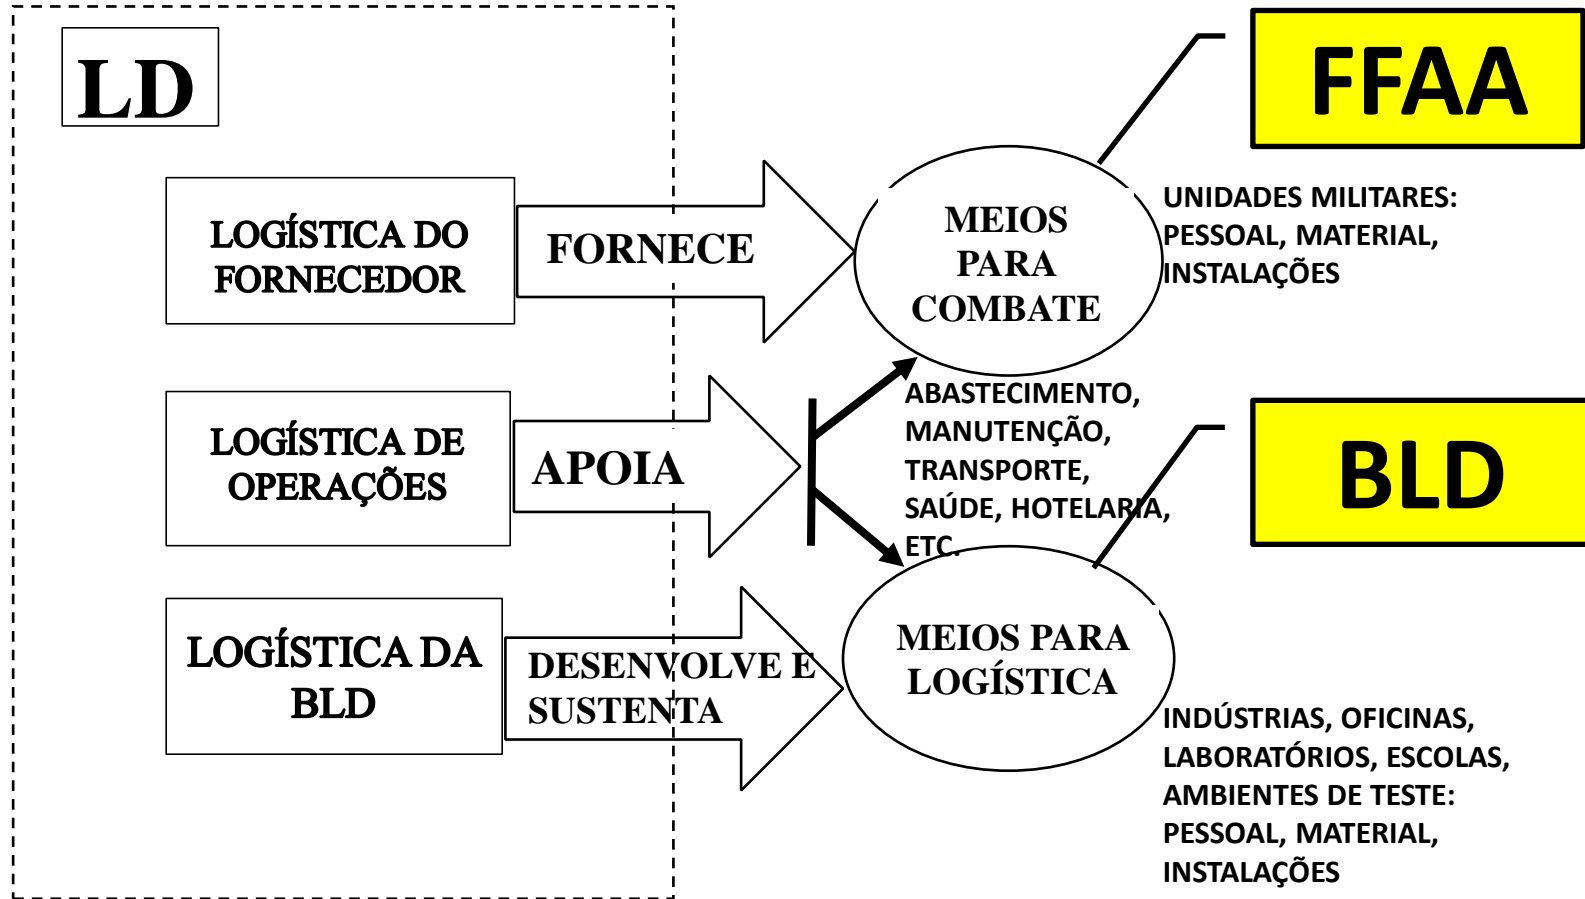 LD
FFAA
LOGÍSTICA DO
FORNECEDOR
FORNECE
MEIOS
PARA
COMBATE
UNIDADES MILITARES:
PESSOAL, MATERIAL,
INSTALAÇÕES
LOGÍSTICA DE
OPERAÇÕES
APOIA
ABASTECIMENTO,
MANUTENÇÃO,
TRANSPORTE,
SAÚDE, HOTELARIA,
ETC.
BLD
LOGÍSTICA DA
BLD
DESENVOLVE E
SUSTENTA
MEIOS PARA
LOGÍSTICA
INDÚSTRIAS, OFICINAS,
LABORATÓRIOS, ESCOLAS,
AMBIENTES DE TESTE:
PESSOAL, MATERIAL,
INSTALAÇÕES